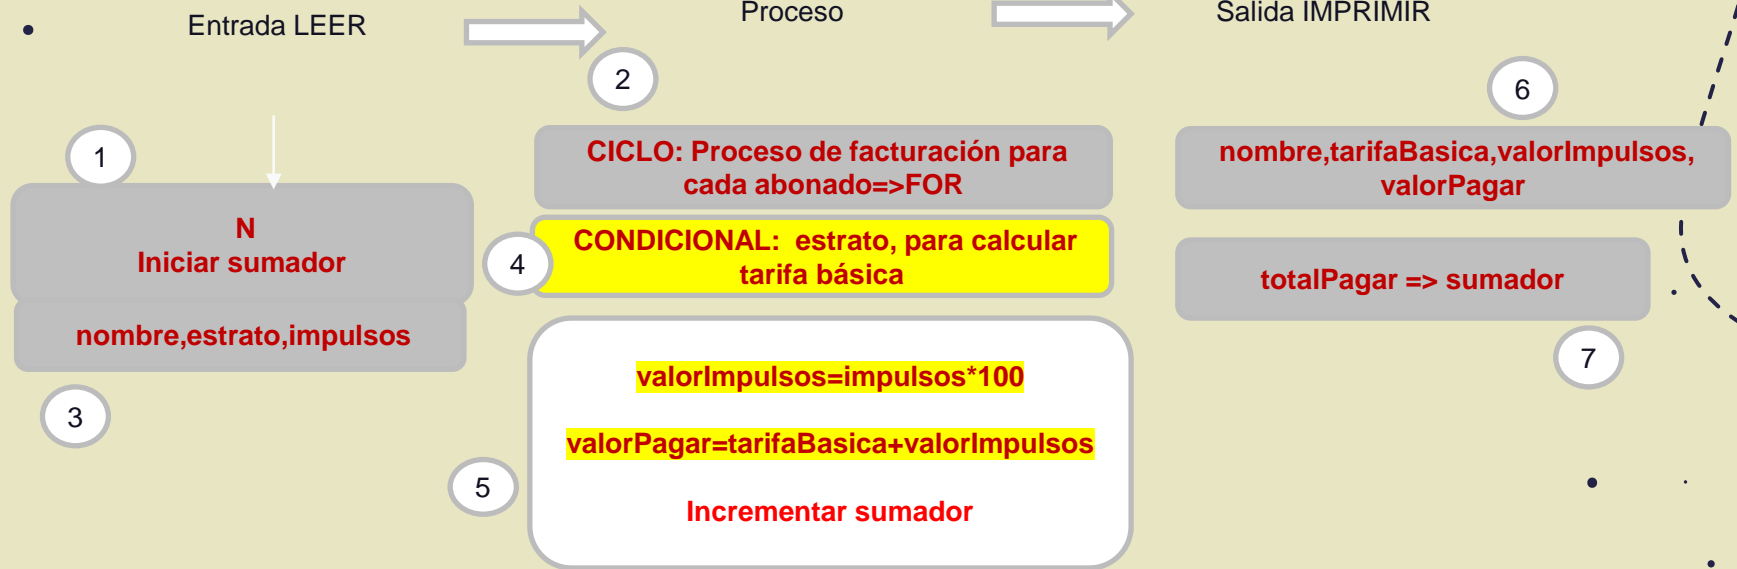 Entrada LEER
Proceso
Salida IMPRIMIR
1
N
Iniciar sumador
nombre,estrato,impulsos
3
2
CICLO: Proceso de facturación para
cada abonado=>FOR
4
CONDICIONAL:  estrato, para calcular
tarifa básica
valorImpulsos=impulsos*100
valorPagar=tarifaBasica+valorImpulsos
5
Incrementar sumador
6
nombre,tarifaBasica,valorImpulsos,
valorPagar
totalPagar => sumador
7